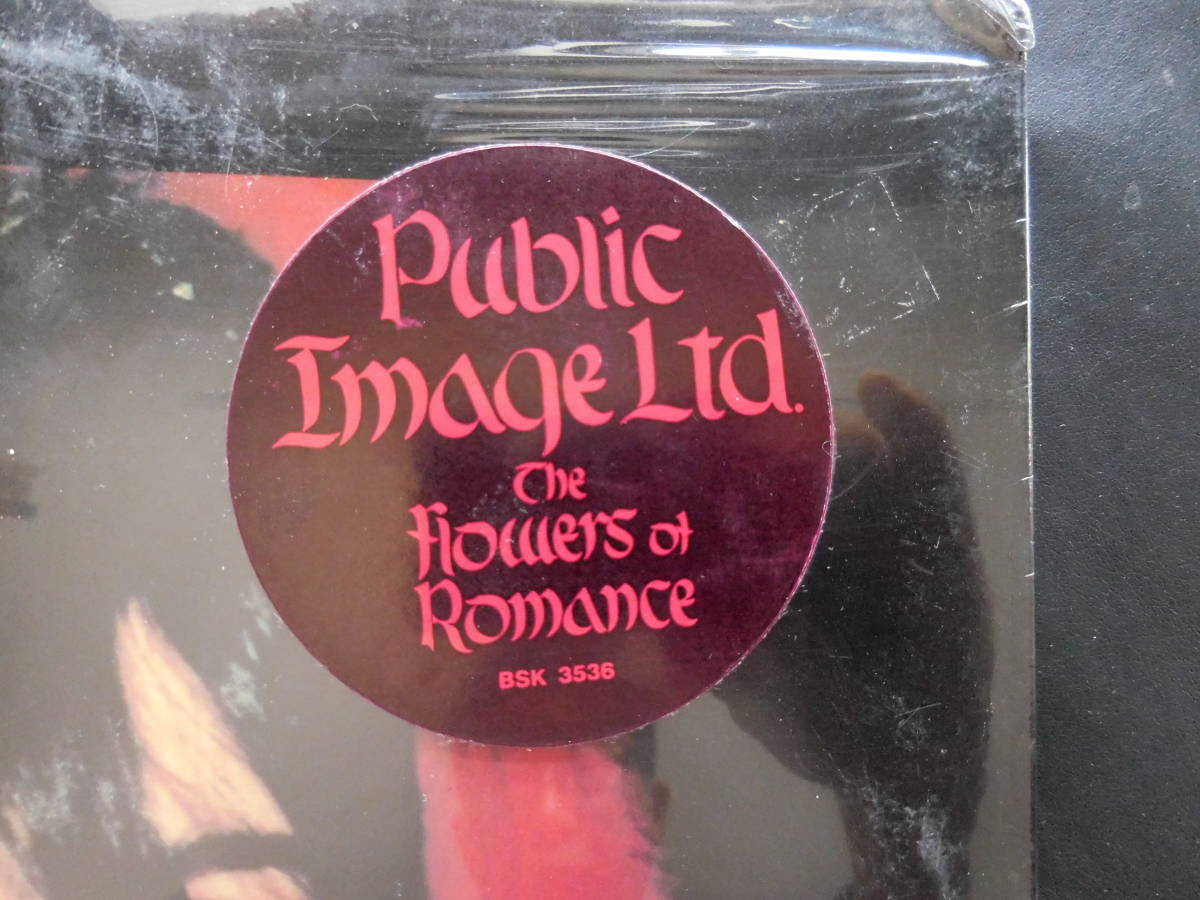 Public
Image Ltd.
The
Flowers of
Romance
BSK 3536